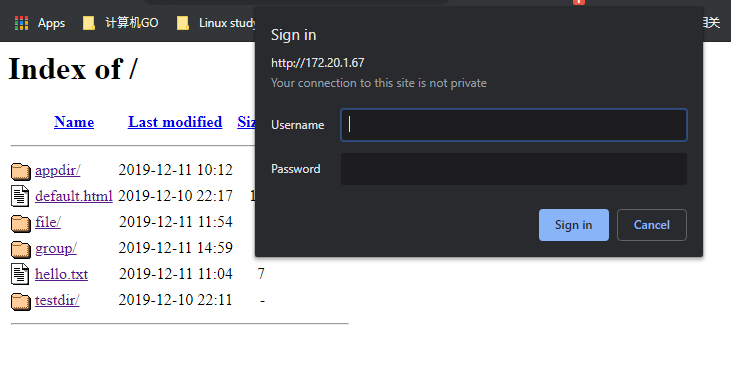 Apps 计算机GO Linux study 相关
Index of /
Name Last modified Siz
appdir/ 2019-12-11 10:12
default.html 2019-12-10 22:17 1
file/ 2019-12-11 11:54
group/ 2019-12-11 14:59
hello.txt 2019-12-11 11:04 7
testdir/ 2019-12-10 22:11 -
Sign in
http://172.20.1.67
Your connection to this site is not private
Username
Password
Sign in Cancel